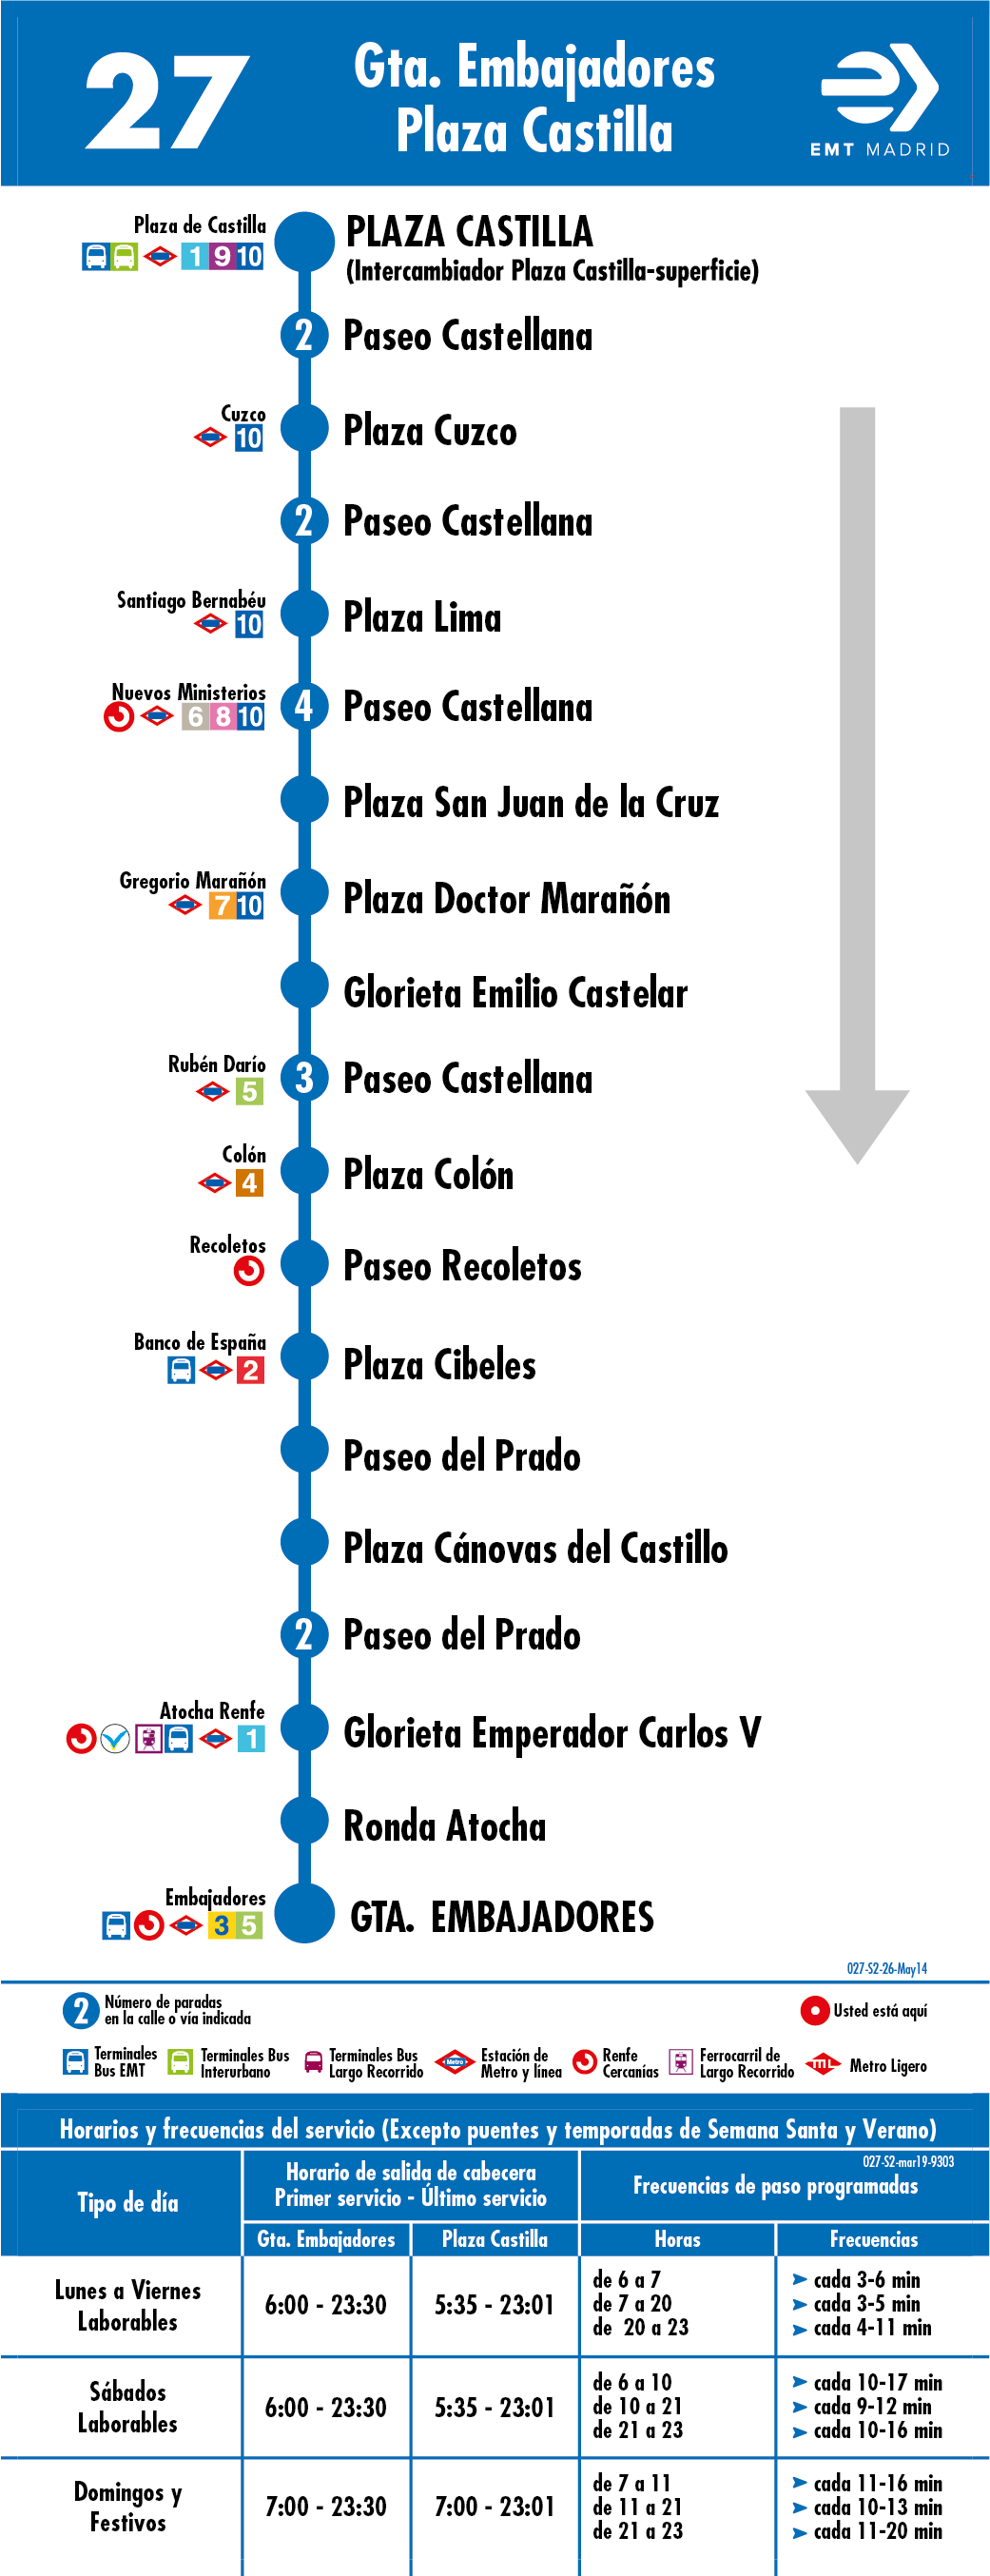 27
Gta. Embajadores
Plaza Castilla
EMT MADRID
Plaza de Castilla
1 9 10
PLAZA CASTILLA
(Intercambiador Plaza Castilla-superficie)
2 Paseo Castellana
Cuzco
10
Plaza Cuzco
2 Paseo Castellana
Santiago Bernabéu
10
Plaza Lima
Nuevos Ministerios
6 8 10
4 Paseo Castellana
Plaza San Juan de la Cruz
Gregorio Marañón
7 10
Plaza Doctor Marañón
Glorieta Emilio Castelar
Rubén Darío
5
3 Paseo Castellana
Colón
4
Plaza Colón
Recoletos
Paseo Recoletos
Banco de España
2
Plaza Cibeles
Paseo del Prado
Plaza Cánovas del Castillo
2 Paseo del Prado
Atocha Renfe
1
Glorieta Emperador Carlos V
Ronda Atocha
Embajadores
3 5
GTA. EMBAJADORES
027-S2-26-May14
2 Número de paradas
en la calle o vía indicada
Usted está aquí
Terminales
Bus EMT
Terminales Bus
Interurbano
Terminales Bus
Largo Recorrido
Metro
Estación de
Metro y línea
Renfe
Cercanías
Ferrocarril de
Largo Recorrido
ML
Metro Ligero
Horarios y frecuencias del servicio (Excepto puentes y temporadas de Semana Santa y Verano)
027-S2-mar19-9303
Tipo de día
Horario de salida de cabecera
Primer servicio - Último servicio
Frecuencias de paso programadas
Gta. Embajadores Plaza Castilla Horas Frecuencias
Lunes a Viernes
Laborables
6:00 - 23:30 5:35 - 23:01
de 6 a 7 cada 3-6 min
de 7 a 20 cada 3-5 min
de 20 a 23 cada 4-11 min
Sábados
Laborables
6:00 - 23:30 5:35 - 23:01
de 6 a 10 cada 10-17 min
de 10 a 21 cada 9-12 min
de 21 a 23 cada 10-16 min
Domingos y
Festivos
7:00 - 23:30 7:00 - 23:01
de 7 a 11 cada 11-16 min
de 11 a 21 cada 10-13 min
de 21 a 23 cada 11-20 min